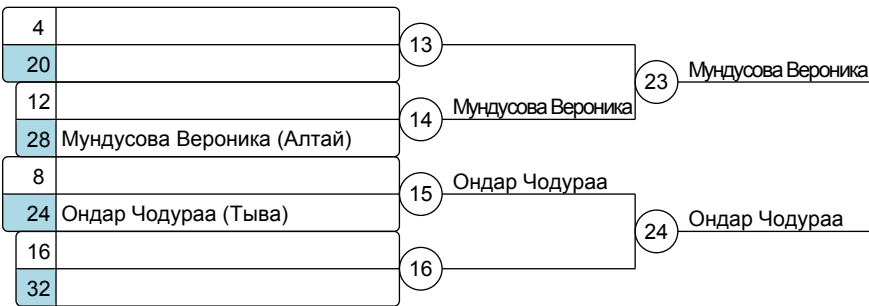 4
13
20
23 Мундусова Вероника
12
14 Мундусова Вероника
28 Мундусова Вероника (Алтай)
8
15 Ондар Чодураа
24 Ондар Чодураа (Тыва)
24 Ондар Чодураа
16
16
32